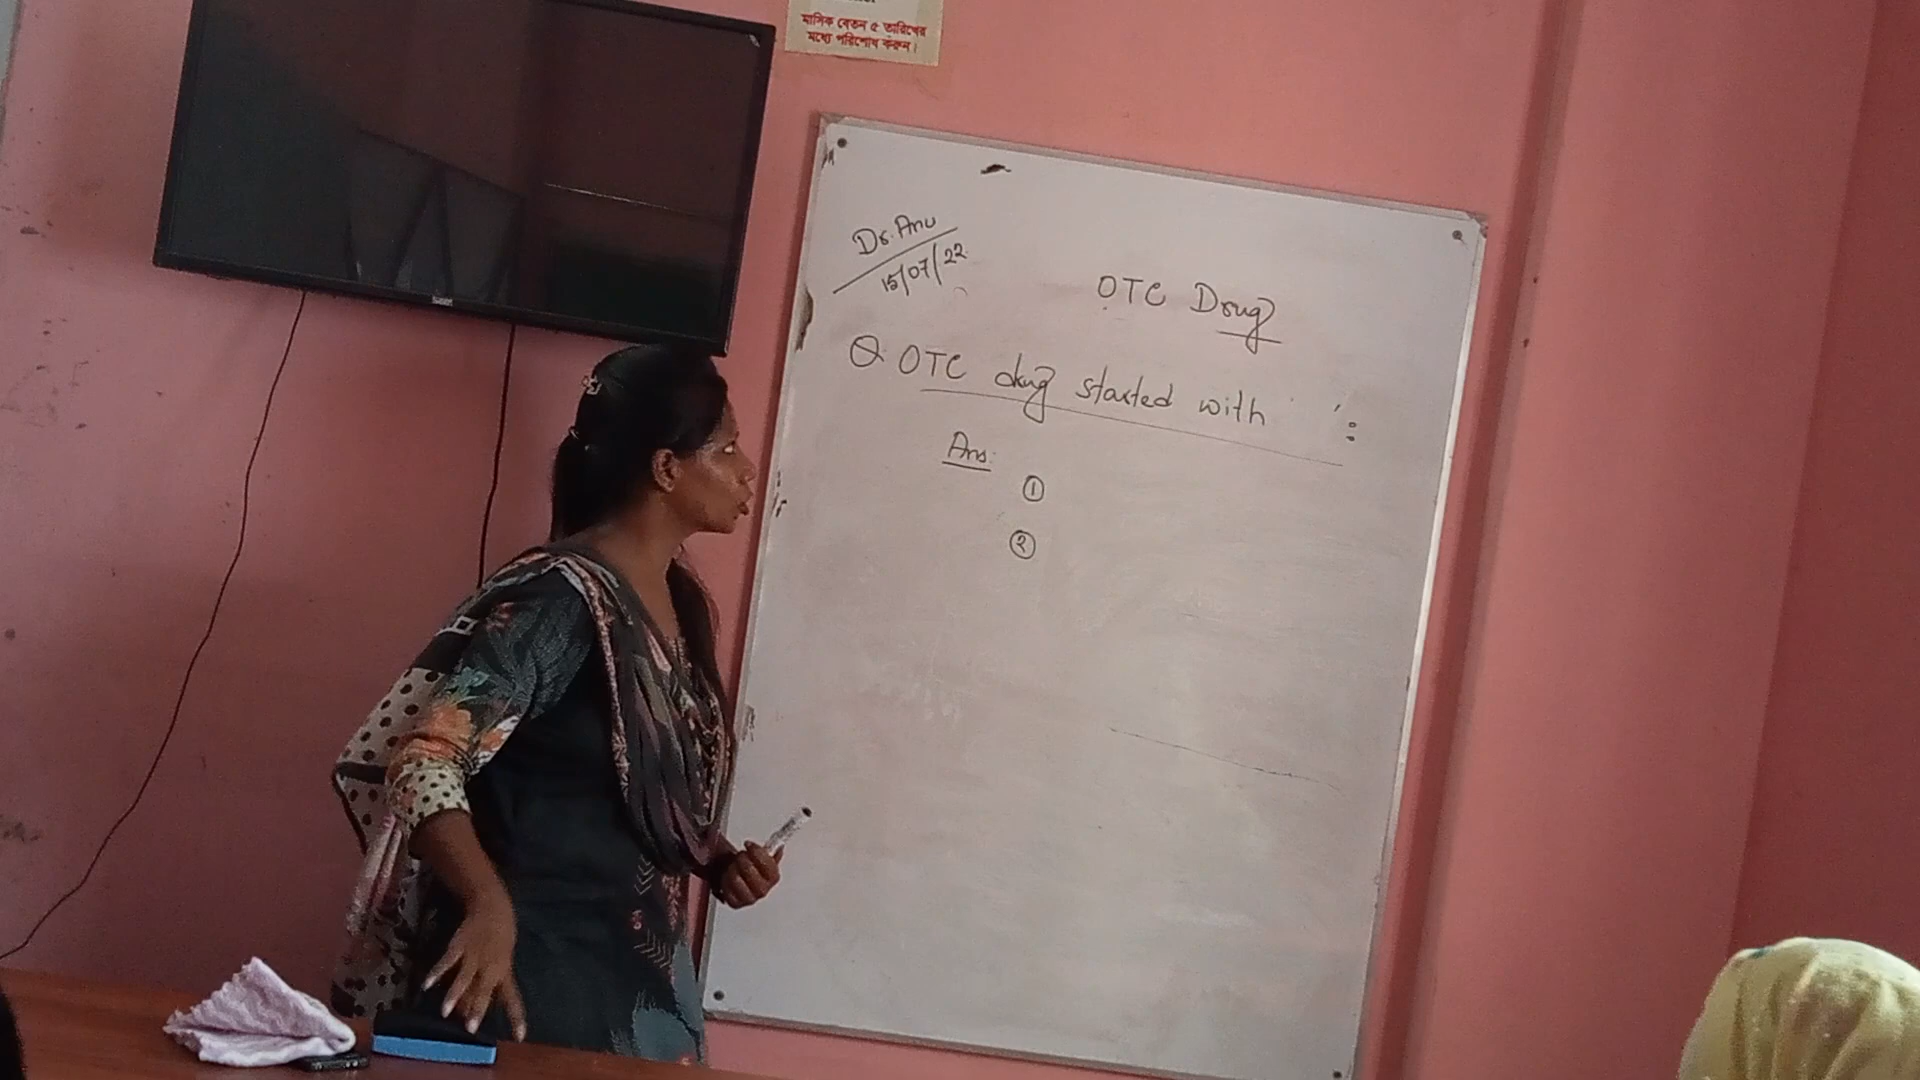 মাসিক বেতন ৫ তারিখের
মধ্যে পরিশোধ করুন।
Dr. Anu
15/07/22
OTC Drug
Q OTC drug started with ' ' :
Ans:
①
②